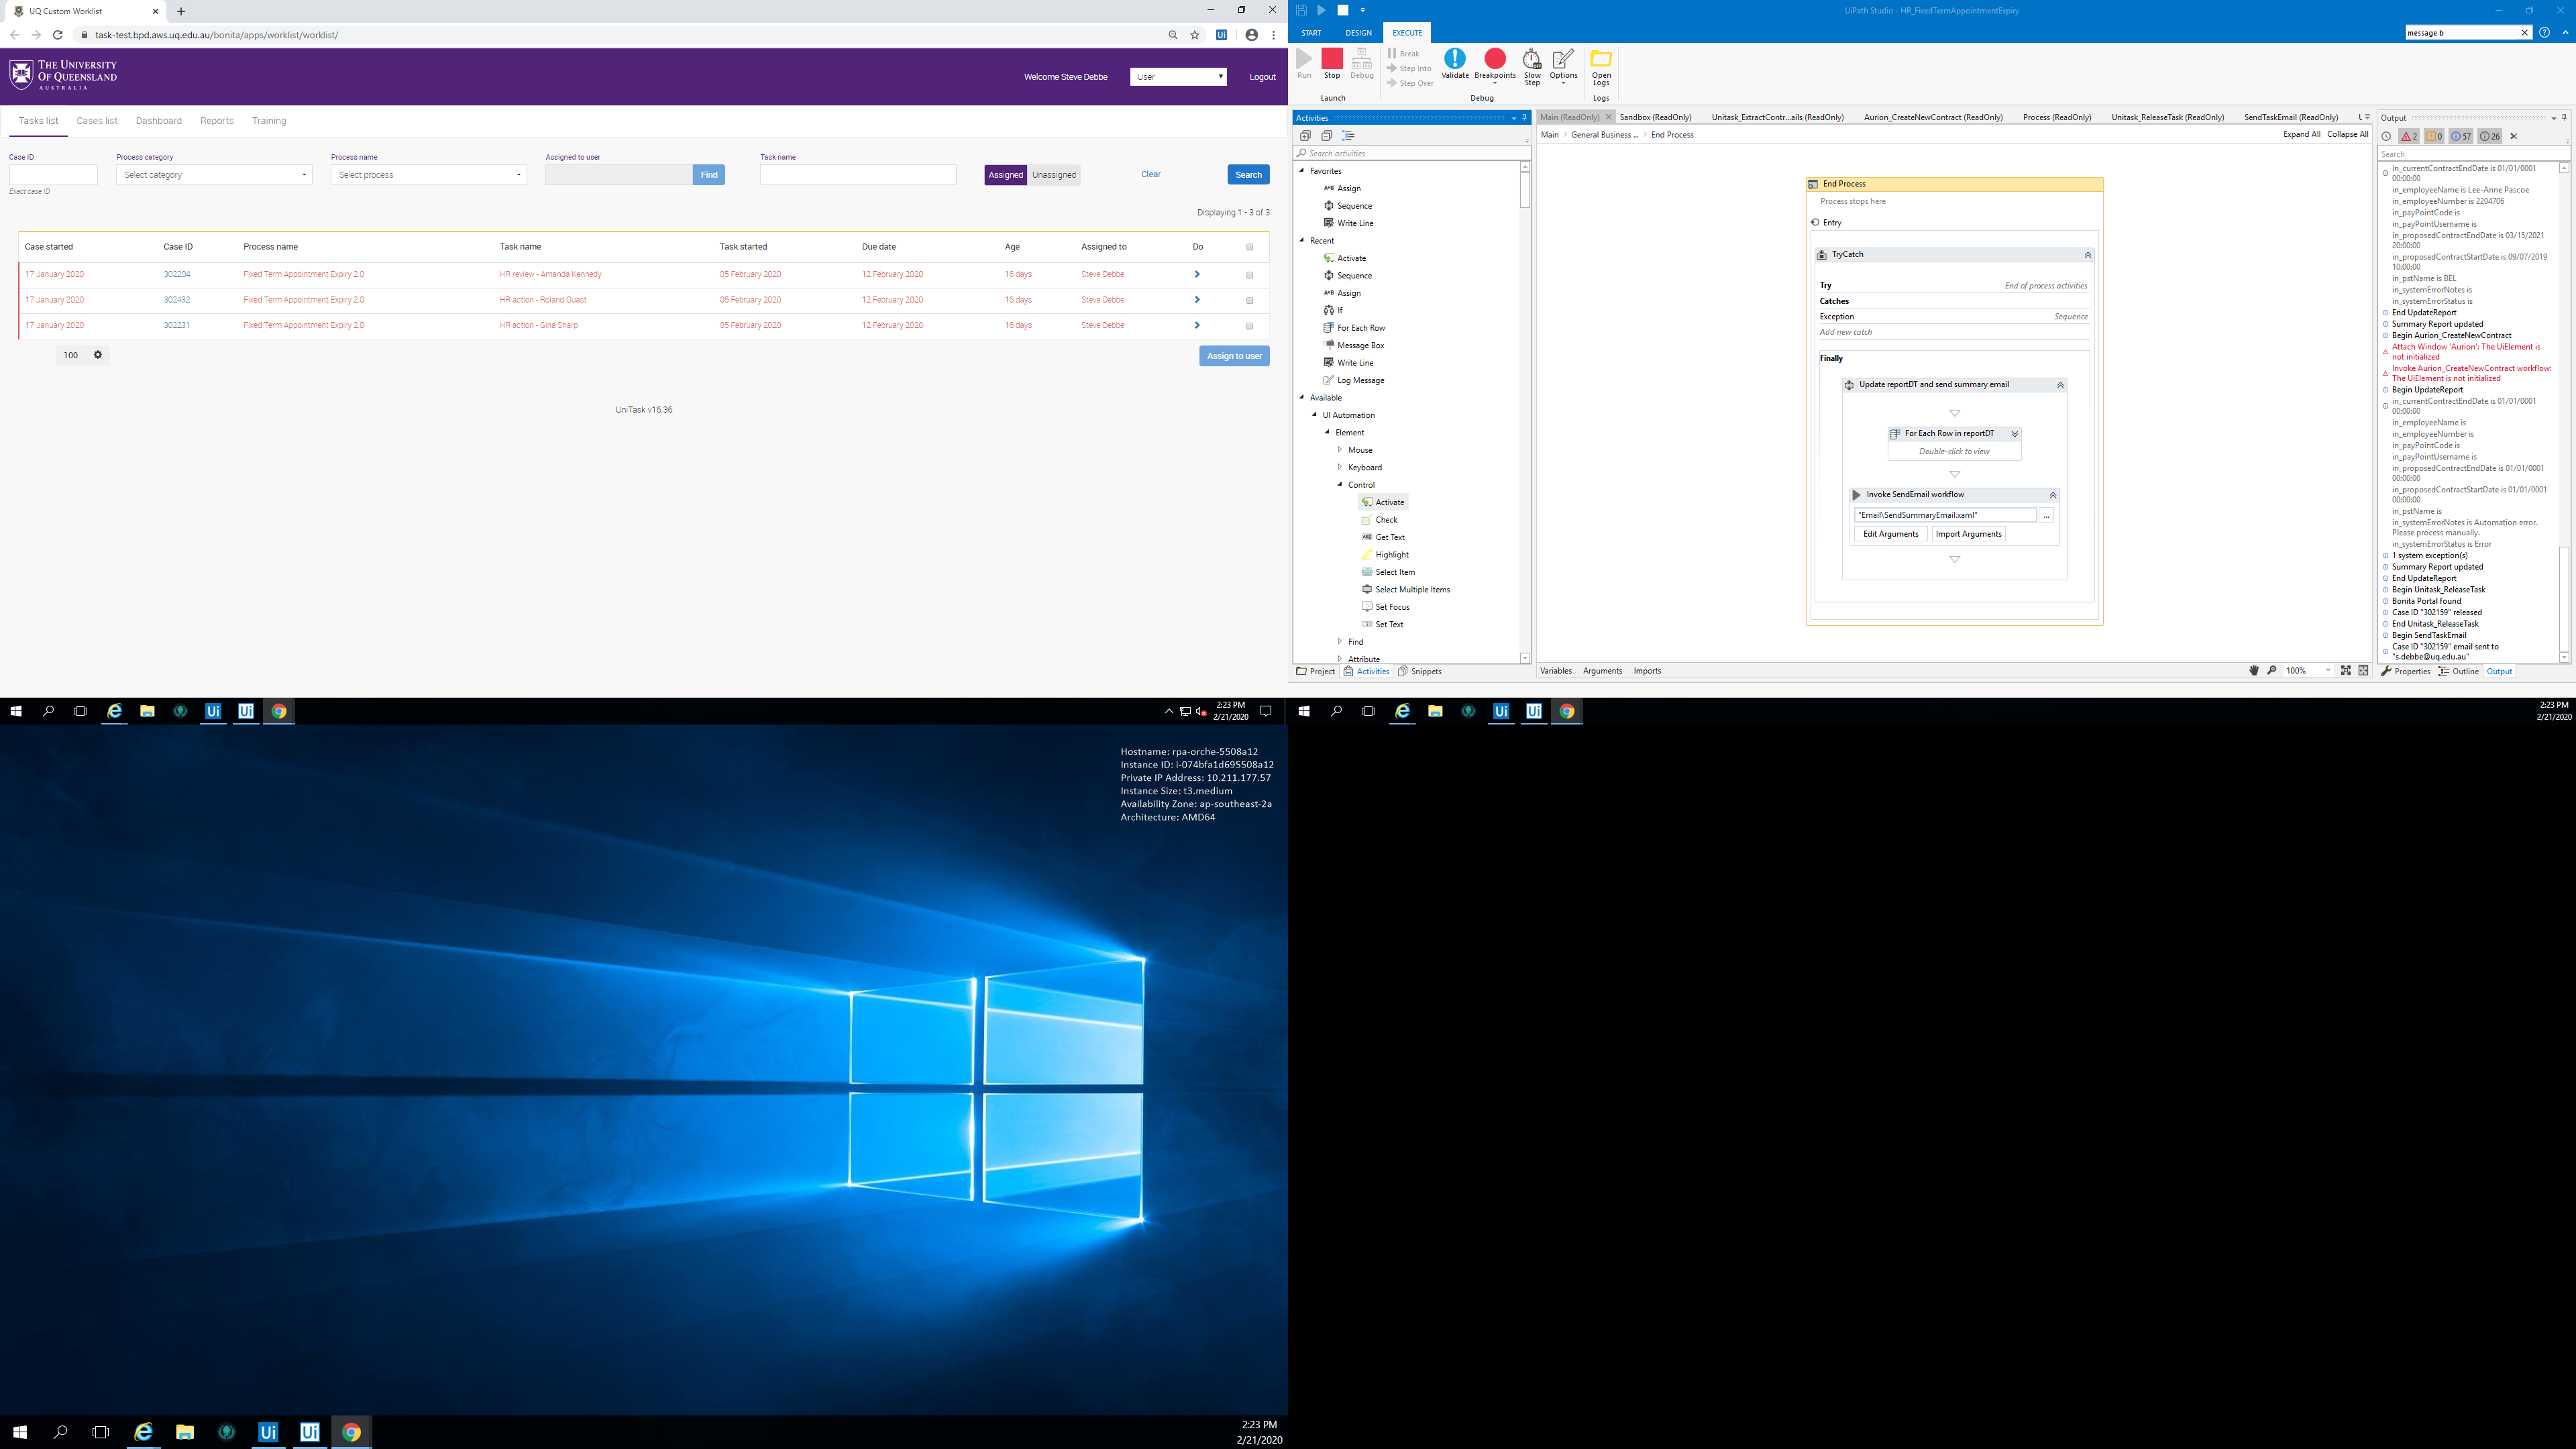 UQ Custom Worklist
task-test.bpd.aws.uq.edu.au/bonita/apps/worklist/worklist/
THE UNIVERSITY
OF QUEENSLAND
AUSTRALIA
Welcome Steve Debbe
User
Logout
Tasks list Cases list Dashboard Reports Training
Case ID Process category Process name Assigned to user Task name
Select category Select process Find Assigned Unassigned Clear Search
Exact case ID
Displaying 1 - 3 of 3
Case started Case ID Process name Task name Task started Due date Age Assigned to Do
17 January 2020 302204 Fixed Term Appointment Expiry 2.0 HR review - Amanda Kennedy 05 February 2020 12 February 2020 16 days Steve Debbe
17 January 2020 302432 Fixed Term Appointment Expiry 2.0 HR action - Roland Quast 05 February 2020 12 February 2020 16 days Steve Debbe
17 January 2020 302231 Fixed Term Appointment Expiry 2.0 HR action - Gina Sharp 05 February 2020 12 February 2020 16 days Steve Debbe
100
Assign to user
UniTask v16.36
2:23 PM
2/21/2020
UiPath Studio - HR_FixedTermAppointmentExpiry
START DESIGN EXECUTE
message b
Run Stop Debug
Break
Step Into
Step Over
Validate Breakpoints Slow Step Options Open Logs
Launch Debug Logs
Activities
Search activities
Favorites
Assign
Sequence
Write Line
Recent
Activate
Sequence
Assign
If
For Each Row
Message Box
Write Line
Log Message
Available
UI Automation
Element
Mouse
Keyboard
Control
Activate
Check
Get Text
Highlight
Select Item
Select Multiple Items
Set Focus
Set Text
Find
Attribute
Project Activities Snippets
Main (ReadOnly) Sandbox (ReadOnly) Unitask_ExtractContr...ails (ReadOnly) Aurion_CreateNewContract (ReadOnly) Process (ReadOnly) Unitask_ReleaseTask (ReadOnly) SendTaskEmail (ReadOnly)
Main General Business ... End Process
Expand All Collapse All
End Process
Process stops here
Entry
TryCatch
Try End of process activities
Catches
Exception Sequence
Add new catch
Finally
Update reportDT and send summary email
For Each Row in reportDT
Double-click to view
Invoke SendEmail workflow
"Email\SendSummaryEmail.xaml"
...
Edit Arguments Import Arguments
Variables Arguments Imports
100%
Output
2 0 57 26
Search
in_currentContractEndDate is 01/01/0001
00:00:00
in_employeeName is Lee-Anne Pascoe
in_employeeNumber is 2204706
in_payPointCode is
in_payPointUsername is
in_proposedContractEndDate is 03/15/2021
20:00:00
in_proposedContractStartDate is 09/07/2019
10:00:00
in_pstName is BEL
in_systemErrorNotes is
in_systemErrorStatus is
End UpdateReport
Summary Report updated
Begin Aurion_CreateNewContract
Attach Window 'Aurion': The UiElement is
not initialized
Invoke Aurion_CreateNewContract workflow:
The UiElement is not initialized
Begin UpdateReport
in_currentContractEndDate is 01/01/0001
00:00:00
in_employeeName is
in_employeeNumber is
in_payPointCode is
in_payPointUsername is
in_proposedContractEndDate is 01/01/0001
00:00:00
in_proposedContractStartDate is 01/01/0001
00:00:00
in_pstName is
in_systemErrorNotes is Automation error.
Please process manually.
in_systemErrorStatus is Error
1 system exception(s)
Summary Report updated
End UpdateReport
Begin Unitask_ReleaseTask
Bonita Portal found
Case ID "302159" released
End Unitask_ReleaseTask
Begin SendTaskEmail
Case ID "302159" email sent to
"s.debbe@uq.edu.au"
Properties Outline Output
2:23 PM
2/21/2020
Hostname: rpa-orche-5508a12
Instance ID: i-074bfa1d695508a12
Private IP Address: 10.211.177.57
Instance Size: t3.medium
Availability Zone: ap-southeast-2a
Architecture: AMD64
2:23 PM
2/21/2020